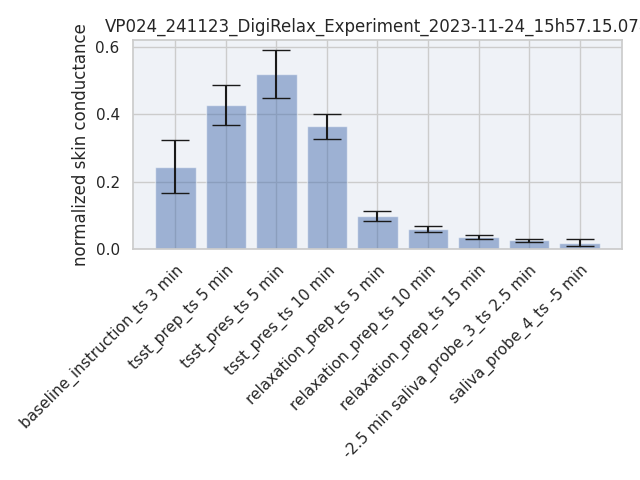 VP024_241123_DigiRelax_Experiment_2023-11-24_15h57.15.07
normalized skin conductance
0.6
0.4
0.2
0.0
baseline_instruction_ts 3 min
tsst_prep_ts 5 min
tsst_pres_ts 5 min
tsst_pres_ts 10 min
relaxation_prep_ts 5 min
relaxation_prep_ts 10 min
relaxation_prep_ts 15 min
-2.5 min saliva_probe_3_ts 2.5 min
saliva_probe_4_ts -5 min